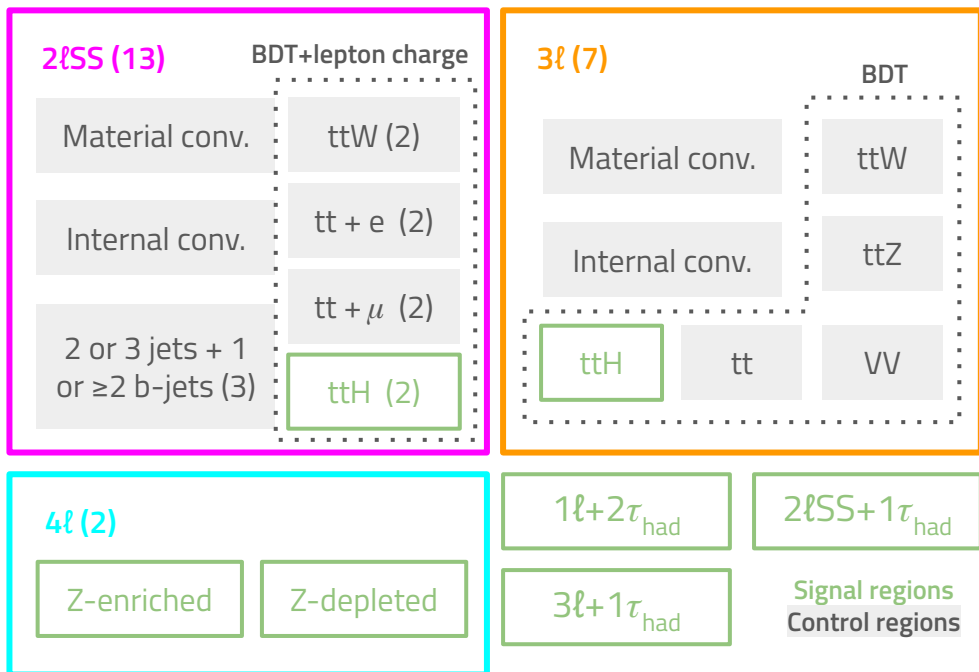 2ℓSS (13)
BDT+lepton charge
Material conv.
ttW (2)
Internal conv.
tt + e (2)
tt + μ (2)
2 or 3 jets + 1
or ≥2 b-jets (3)
ttH (2)
3ℓ (7)
BDT
Material conv.
ttW
Internal conv.
ttZ
ttH
tt
VV
4ℓ (2)
Z-enriched
Z-depleted
1ℓ+2τhad
2ℓSS+1τhad
3ℓ+1τhad
Signal regions
Control regions